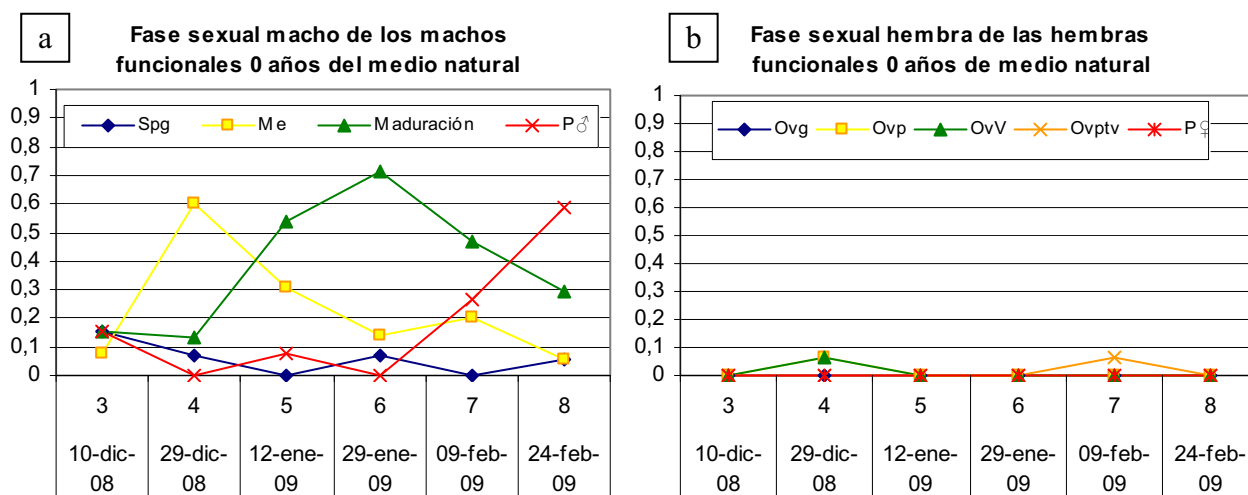 a
Fase sexual macho de los machos
funcionales 0 años del medio natural
1
0,9
0,8
0,7
0,6
0,5
0,4
0,3
0,2
0,1
0
Spg Me Maduración P♂
3 4 5 6 7 8
10-dic- 29-dic- 12-ene- 29-ene- 09-feb- 24-feb-
08 08 09 09 09 09
b
Fase sexual hembra de las hembras
funcionales 0 años de medio natural
1
0,9
0,8
0,7
0,6
0,5
0,4
0,3
0,2
0,1
0
Ovg Ovp OvV Ovptv P♀
3 4 5 6 7 8
10-dic- 29-dic- 12-ene- 29-ene- 09-feb- 24-feb-
08 08 09 09 09 09